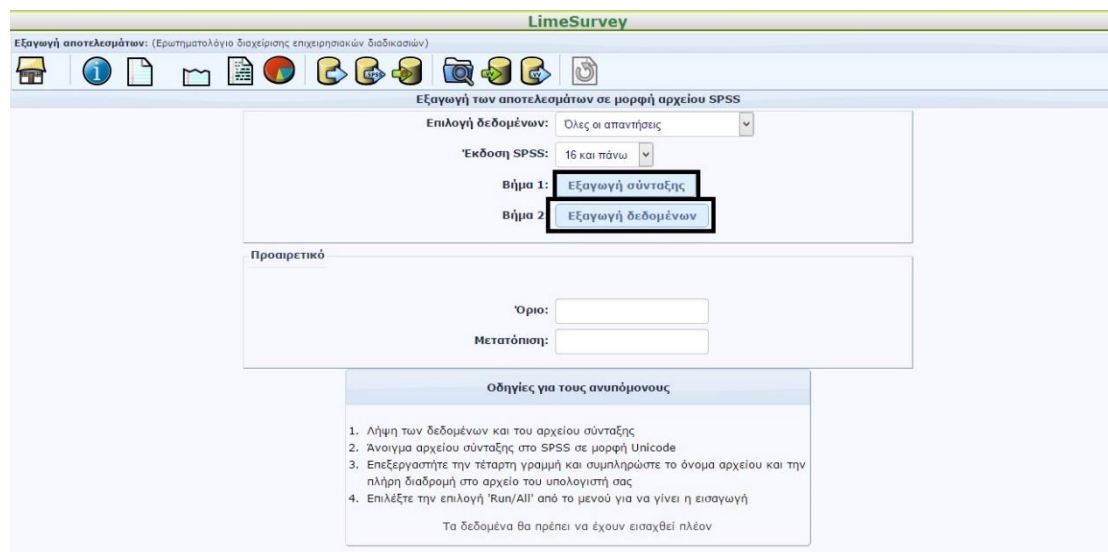 LimeSurvey
Εξαγωγή αποτελεσμάτων: (Ερωτηματολόγιο διαχείρισης επιχειρησιακών διαδικασιών)
Εξαγωγή των αποτελεσμάτων σε μορφή αρχείου SPSS
Επιλογή δεδομένων: Όλες οι απαντήσεις
Έκδοση SPSS: 16 και πάνω
Βήμα 1: Εξαγωγή σύνταξης
Βήμα 2 Εξαγωγή δεδομένων
Προαιρετικό
Όριο:
Μετατόπιση:
Οδηγίες για τους ανυπόμονους
1. Λήψη των δεδομένων και του αρχείου σύνταξης
2. Άνοιγμα αρχείου σύνταξης στο SPSS σε μορφή Unicode
3. Επεξεργαστήτε την τέταρτη γραμμή και συμπληρώστε το όνομα αρχείου και την
πλήρη διαδρομή στο αρχείο του υπολογιστή σας
4. Επιλέξτε την επιλογή 'Run/All' από το μενού για να γίνει η εισαγωγή
Τα δεδομένα θα πρέπει να έχουν εισαχθεί πλέον